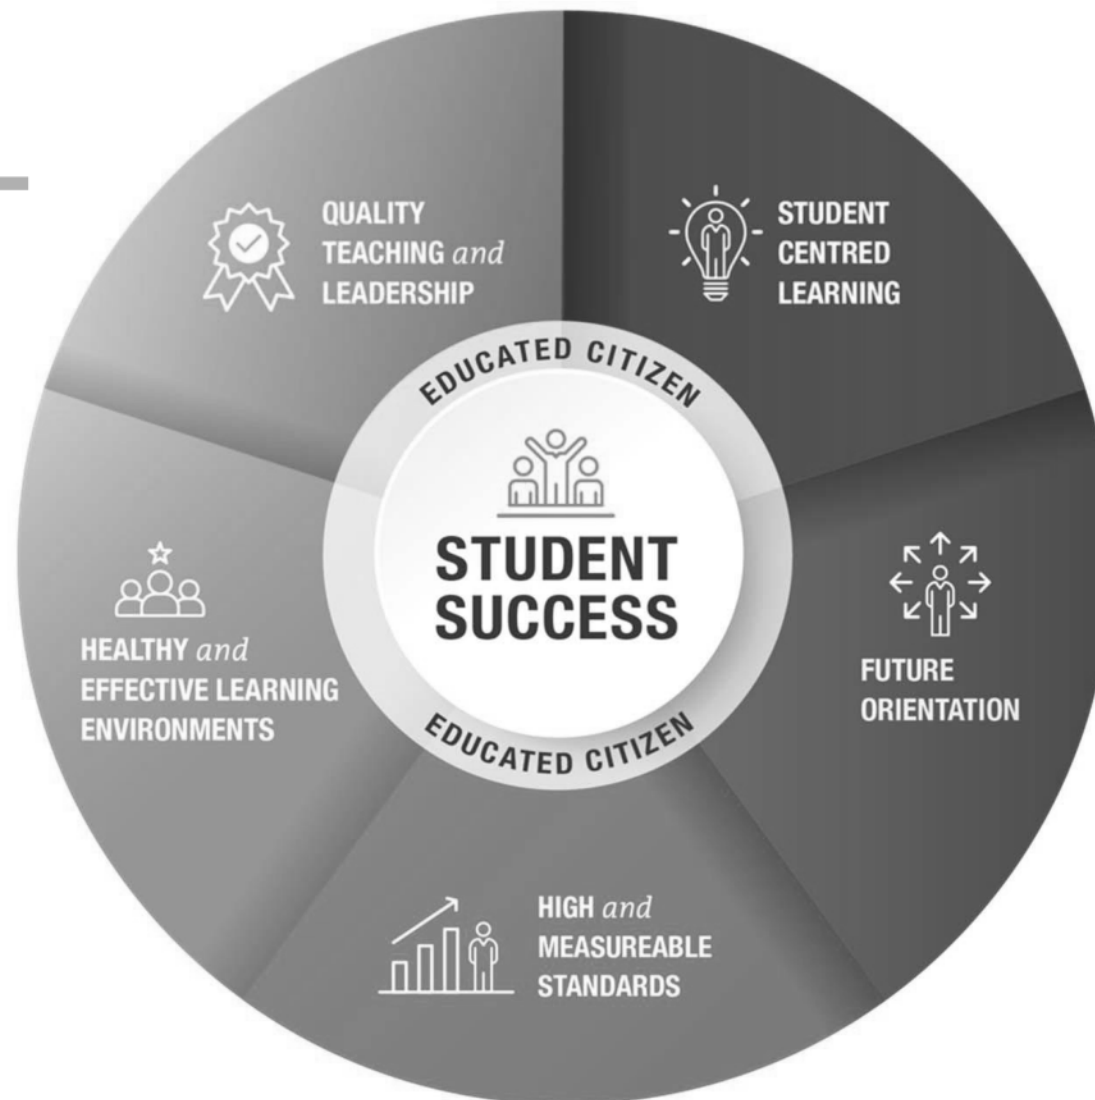 QUALITY
TEACHING and
LEADERSHIP
STUDENT
CENTRED
LEARNING
EDUCATED CITIZEN
STUDENT
SUCCESS
HEALTHY and
EFFECTIVE LEARNING
ENVIRONMENTS
FUTURE
ORIENTATION
EDUCATED CITIZEN
HIGH and
MEASUREABLE
STANDARDS